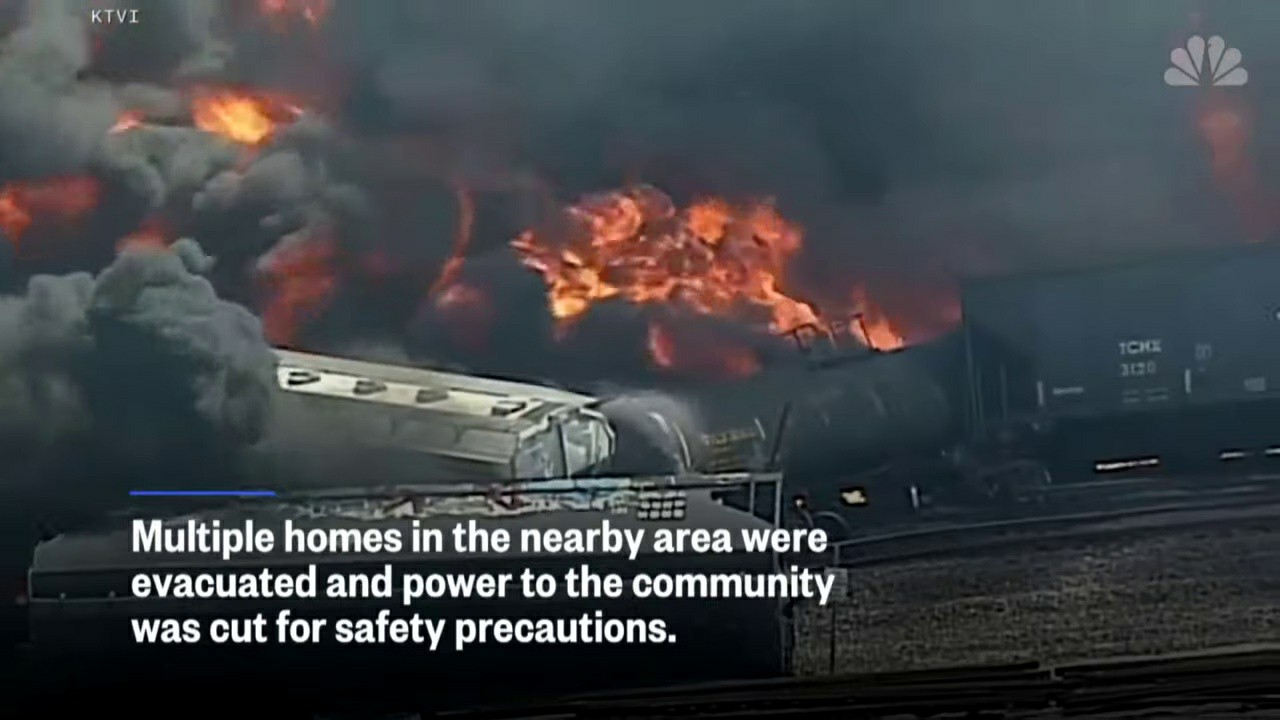 KTVI
TCMX
3120
Multiple homes in the nearby area were
evacuated and power to the community
was cut for safety precautions.